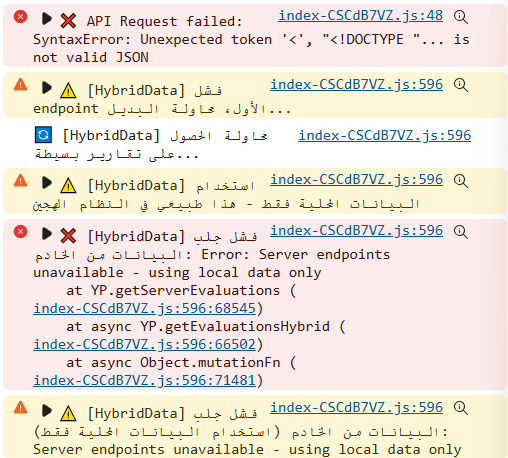 ❌ API Request failed: index-CSCdB7VZ.js:48
SyntaxError: Unexpected token '<', "<!DOCTYPE "... is
not valid JSON
⚠️ [HybridData] فشل index-CSCdB7VZ.js:596
endpoint الأول، محاولة البديل...
🔄 [HybridData] محاولة الحصول index-CSCdB7VZ.js:596
على تقارير بسيطة...
⚠️ [HybridData] استخدام index-CSCdB7VZ.js:596
البيانات المحلية فقط - هذا طبيعي في النظام الهجين
❌ [HybridData] فشل جلب index-CSCdB7VZ.js:596
البيانات من الخادم: Error: Server endpoints
unavailable - using local data only
at YP.getServerEvaluations (
index-CSCdB7VZ.js:596:68545)
at async YP.getEvaluationsHybrid (
index-CSCdB7VZ.js:596:66502)
at async Object.mutationFn (
index-CSCdB7VZ.js:596:71481)
⚠️ [HybridData] فشل جلب index-CSCdB7VZ.js:596
البيانات من الخادم (استخدام البيانات المحلية فقط):
Server endpoints unavailable - using local data only